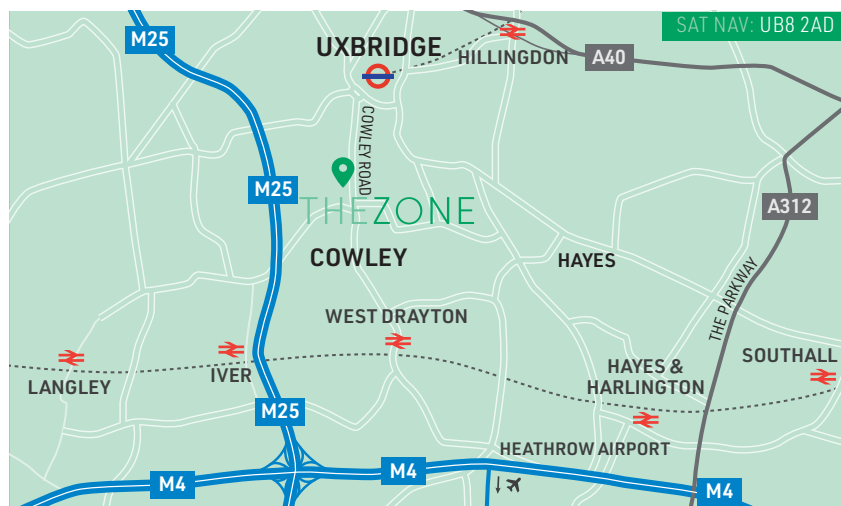 SAT NAV: UB8 2AD
M25
UXBRIDGE
HILLINGDON
A40
COWLEY ROAD
M25
THEZONE
A312
COWLEY
HAYES
THE PARKWAY
WEST DRAYTON
LANGLEY
IVER
HAYES &
HARLINGTON
SOUTHALL
M25
HEATHROW AIRPORT
M4
M4
M4